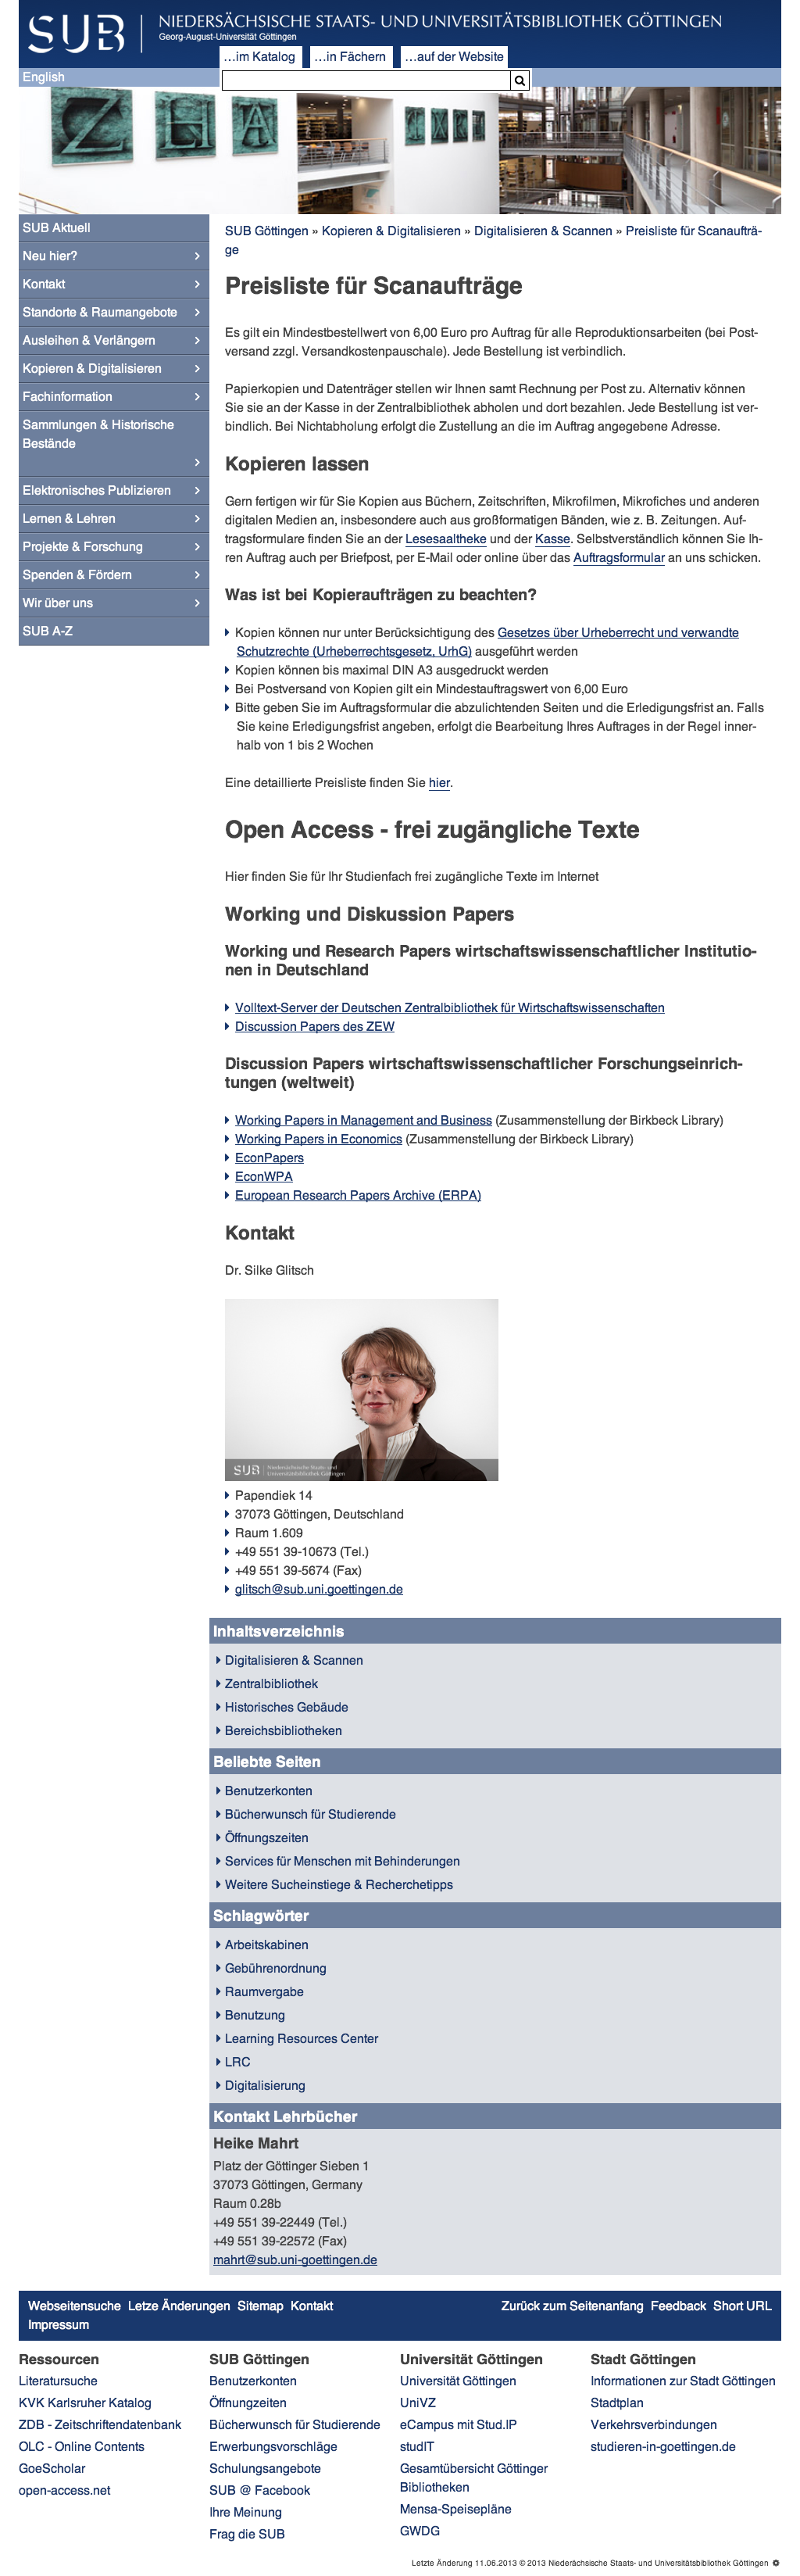 SUB | NIEDERSÄCHSISCHE STAATS- UND UNIVERSITÄTSBIBLIOTHEK GÖTTINGEN
Georg-August-Universität Göttingen
...im Katalog ...in Fächern ...auf der Website
English
Z H A
SUB Aktuell
Neu hier?
Kontakt
Standorte & Raumangebote
Ausleihen & Verlängern
Kopieren & Digitalisieren
Fachinformation
Sammlungen & Historische
Bestände
Elektronisches Publizieren
Lernen & Lehren
Projekte & Forschung
Spenden & Fördern
Wir über uns
SUB A-Z
SUB Göttingen » Kopieren & Digitalisieren » Digitalisieren & Scannen » Preisliste für Scanaufträ-
ge
Preisliste für Scanaufträge
Es gilt ein Mindestbestellwert von 6,00 Euro pro Auftrag für alle Reproduktionsarbeiten (bei Post-
versand zzgl. Versandkostenpauschale). Jede Bestellung ist verbindlich.
Papierkopien und Datenträger stellen wir Ihnen samt Rechnung per Post zu. Alternativ können
Sie sie an der Kasse in der Zentralbibliothek abholen und dort bezahlen. Jede Bestellung ist ver-
bindlich. Bei Nichtabholung erfolgt die Zustellung an die im Auftrag angegebene Adresse.
Kopieren lassen
Gern fertigen wir für Sie Kopien aus Büchern, Zeitschriften, Mikrofilmen, Mikrofiches und anderen
digitalen Medien an, insbesondere auch aus großformatigen Bänden, wie z. B. Zeitungen. Auf-
tragsformulare finden Sie an der Lesesaaltheke und der Kasse. Selbstverständlich können Sie Ih-
ren Auftrag auch per Briefpost, per E-Mail oder online über das Auftragsformular an uns schicken.
Was ist bei Kopieraufträgen zu beachten?
Kopien können nur unter Berücksichtigung des Gesetzes über Urheberrecht und verwandte
Schutzrechte (Urheberrechtsgesetz, UrhG) ausgeführt werden
Kopien können bis maximal DIN A3 ausgedruckt werden
Bei Postversand von Kopien gilt ein Mindestauftragswert von 6,00 Euro
Bitte geben Sie im Auftragsformular die abzulichtenden Seiten und die Erledigungsfrist an. Falls
Sie keine Erledigungsfrist angeben, erfolgt die Bearbeitung Ihres Auftrages in der Regel inner-
halb von 1 bis 2 Wochen
Eine detaillierte Preisliste finden Sie hier.
Open Access - frei zugängliche Texte
Hier finden Sie für Ihr Studienfach frei zugängliche Texte im Internet
Working und Diskussion Papers
Working und Research Papers wirtschaftswissenschaftlicher Institutio-
nen in Deutschland
Volltext-Server der Deutschen Zentralbibliothek für Wirtschaftswissenschaften
Discussion Papers des ZEW
Discussion Papers wirtschaftswissenschaftlicher Forschungseinrich-
tungen (weltweit)
Working Papers in Management and Business (Zusammenstellung der Birkbeck Library)
Working Papers in Economics (Zusammenstellung der Birkbeck Library)
EconPapers
EconWPA
European Research Papers Archive (ERPA)
Kontakt
Dr. Silke Glitsch
SUB | Niedersächsische Staats- und
Universitätsbibliothek Göttingen
Papendiek 14
37073 Göttingen, Deutschland
Raum 1.609
+49 551 39-10673 (Tel.)
+49 551 39-5674 (Fax)
glitsch@sub.uni.goettingen.de
Inhaltsverzeichnis
Digitalisieren & Scannen
Zentralbibliothek
Historisches Gebäude
Bereichsbibliotheken
Beliebte Seiten
Benutzerkonten
Bücherwunsch für Studierende
Öffnungszeiten
Services für Menschen mit Behinderungen
Weitere Sucheinstiege & Recherchetipps
Schlagwörter
Arbeitskabinen
Gebührenordnung
Raumvergabe
Benutzung
Learning Resources Center
LRC
Digitalisierung
Kontakt Lehrbücher
Heike Mahrt
Platz der Göttinger Sieben 1
37073 Göttingen, Germany
Raum 0.28b
+49 551 39-22449 (Tel.)
+49 551 39-22572 (Fax)
mahrt@sub.uni-goettingen.de
Webseitensuche Letze Änderungen Sitemap Kontakt
Impressum
Zurück zum Seitenanfang Feedback Short URL
Ressourcen
Literatursuche
KVK Karlsruher Katalog
ZDB - Zeitschriftendatenbank
OLC - Online Contents
GoeScholar
open-access.net
SUB Göttingen
Benutzerkonten
Öffnungzeiten
Bücherwunsch für Studierende
Erwerbungsvorschläge
Schulungsangebote
SUB @ Facebook
Ihre Meinung
Frag die SUB
Universität Göttingen
Universität Göttingen
UniVZ
eCampus mit Stud.IP
studIT
Gesamtübersicht Göttinger
Bibliotheken
Mensa-Speisepläne
GWDG
Stadt Göttingen
Informationen zur Stadt Göttingen
Stadtplan
Verkehrsverbindungen
studieren-in-goettingen.de
Letzte Änderung 11.06.2013 © 2013 Niedersächsische Staats- und Universitätsbibliothek Göttingen